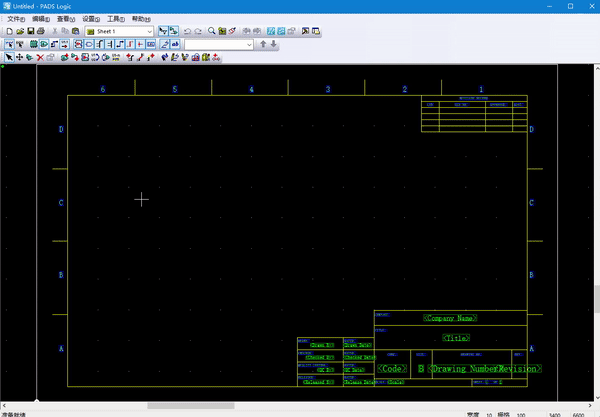 Untitled - PADS Logic
文件(F) 编辑(E) 查看(V) 设置(S) 工具(T) 帮助(H)
Sheet 1
ab
6 5 4 3 2 1
D D
C C
B B
A A
<Company Name>
<Title>
<Drawn By> <Drawn Date>
<Checked By> <Checked Date>
<QC By> <QC Date>
<Released By> <Release Date>
<Code> B <Drawing Number> <Revision>
<Scale>
准备就绪 宽度 10 栅格 100 5400 6600